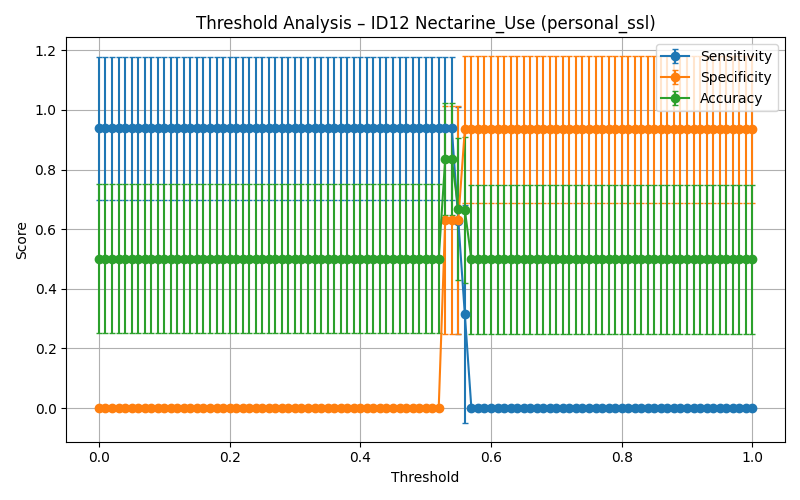 Threshold Analysis – ID12 Nectarine_Use (personal_ssl)
Sensitivity
Specificity
Accuracy
Score
1.2
1.0
0.8
0.6
0.4
0.2
0.0
0.0 0.2 0.4 0.6 0.8 1.0
Threshold